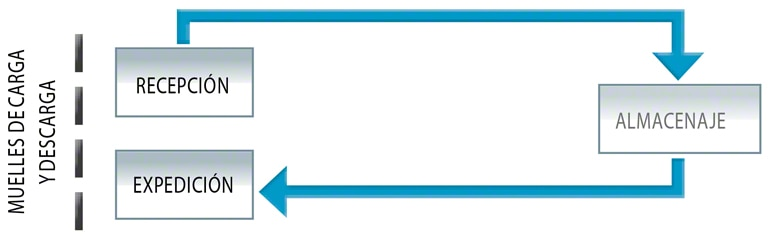 MUELLES DE CARGA
Y DESCARGA
RECEPCIÓN
ALMACENAJE
EXPEDICIÓN